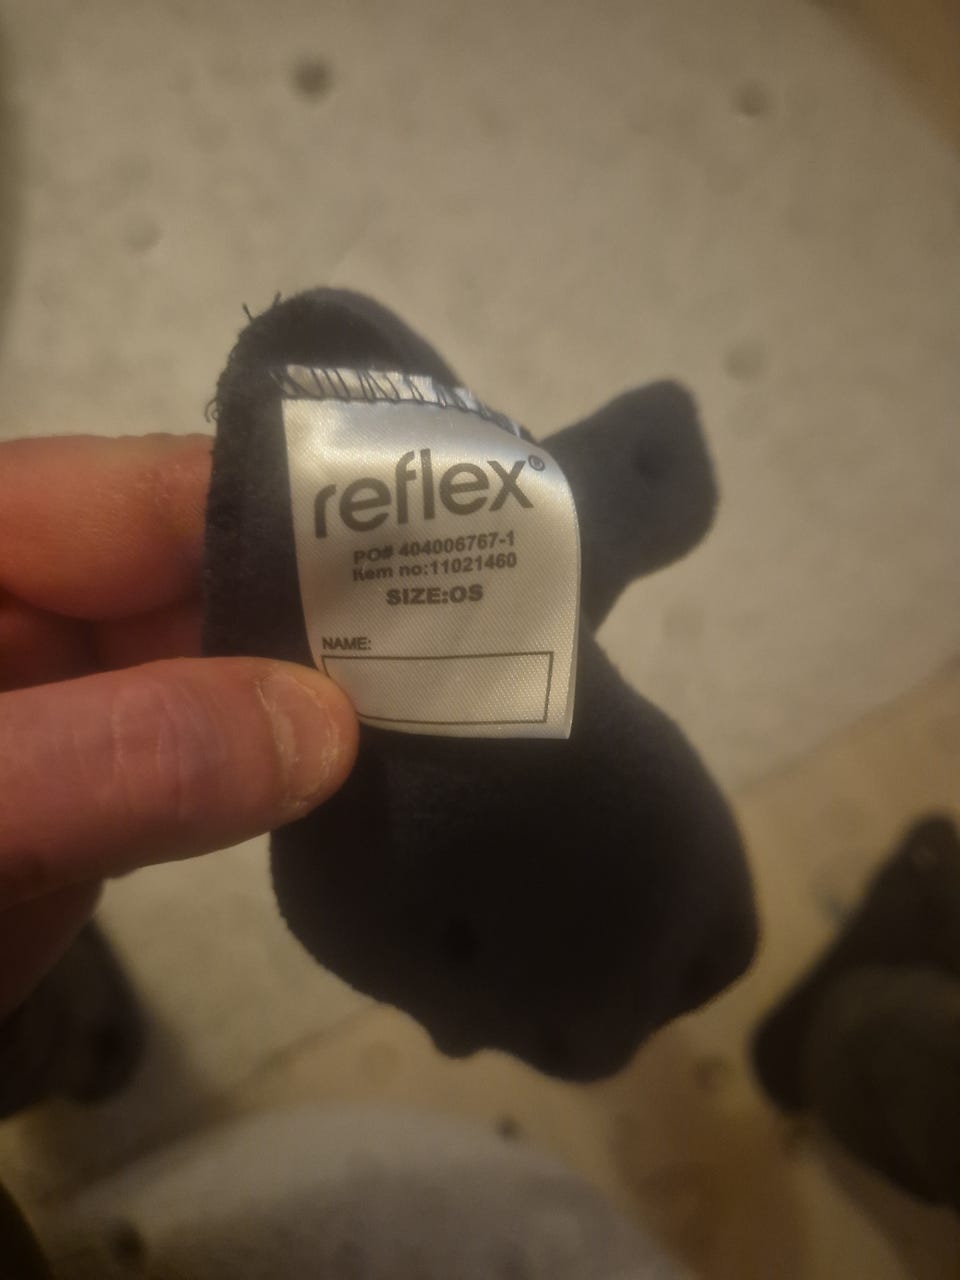 reflex®
PO# 404006767-1
Item no:11021460
SIZE:OS
NAME: